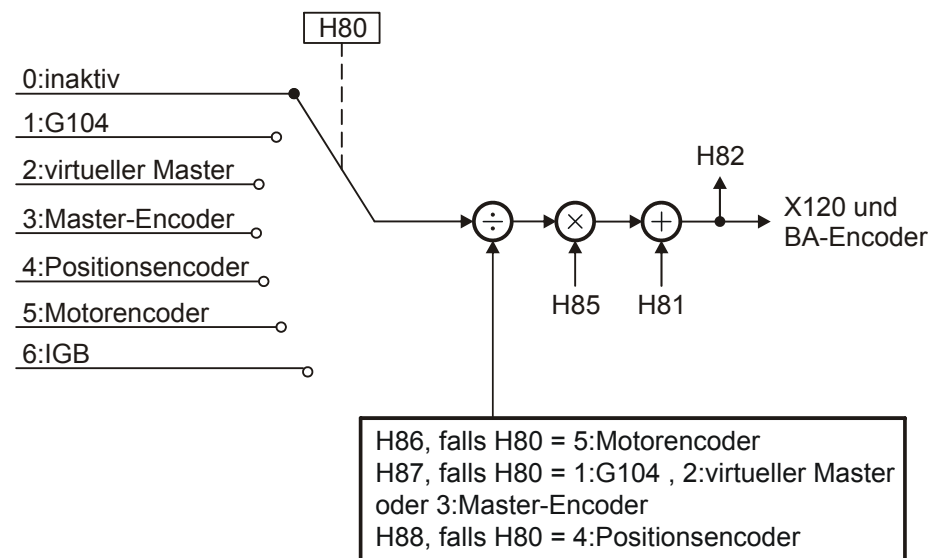 H80
0:inaktiv
1:G104
2:virtueller Master
3:Master-Encoder
4:Positionsencoder
5:Motorencoder
6:IGB
H82
÷
×
+
X120 und
BA-Encoder
H85
H81
H86, falls H80 = 5:Motorencoder
H87, falls H80 = 1:G104 , 2:virtueller Master
oder 3:Master-Encoder
H88, falls H80 = 4:Positionsencoder